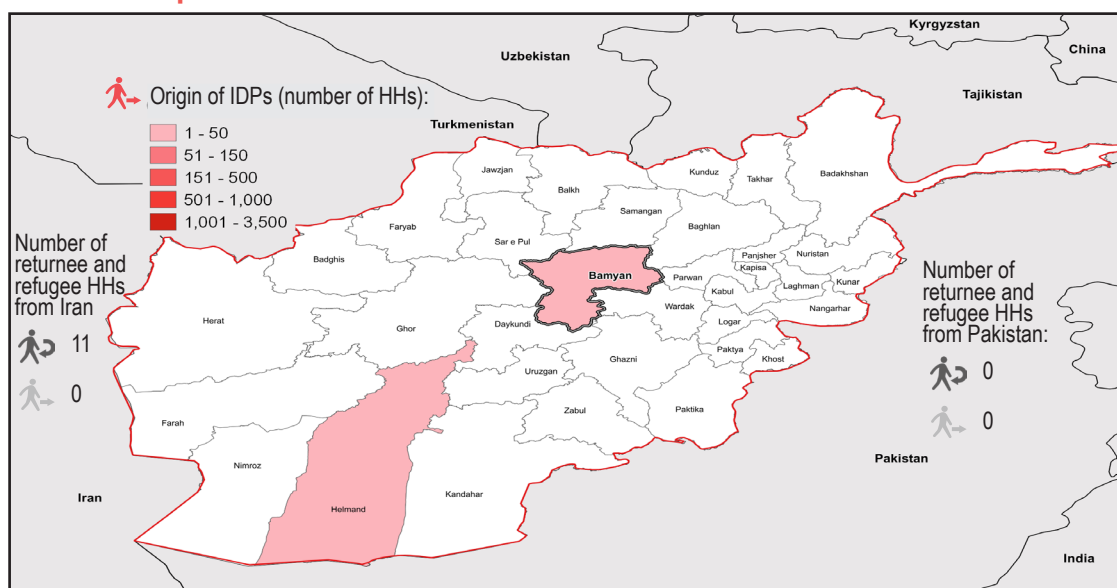 Kyrgyzstan
Uzbekistan
China
Tajikistan
Turkmenistan
Origin of IDPs (number of HHs):
1 - 50
51 - 150
151 - 500
501 - 1,000
1,001 - 3,500
Number of
returnee and
refugee HHs
from Iran
11
0
Jawzjan
Balkh
Kunduz
Takhar
Badakhshan
Samangan
Faryab
Baghlan
Sar e Pul
Badghis
Panjsher
Nuristan
Kapisa
Bamyan
Parwan
Laghman
Kunar
Kabul
Nangarhar
Wardak
Herat
Ghor
Daykundi
Logar
Paktya
Khost
Ghazni
Uruzgan
Zabul
Paktika
Farah
Nimroz
Helmand
Kandahar
Number of
returnee and
refugee HHs
from Pakistan:
0
0
Iran
Pakistan
India